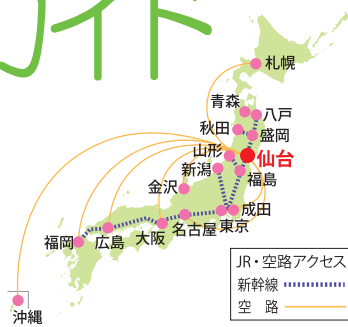 ガイド
札幌
青森
八戸
秋田
盛岡
山形
仙台
新潟
福島
金沢
成田
東京
名古屋
大阪
広島
福岡
沖縄
JR・空路アクセス
新幹線
空 路